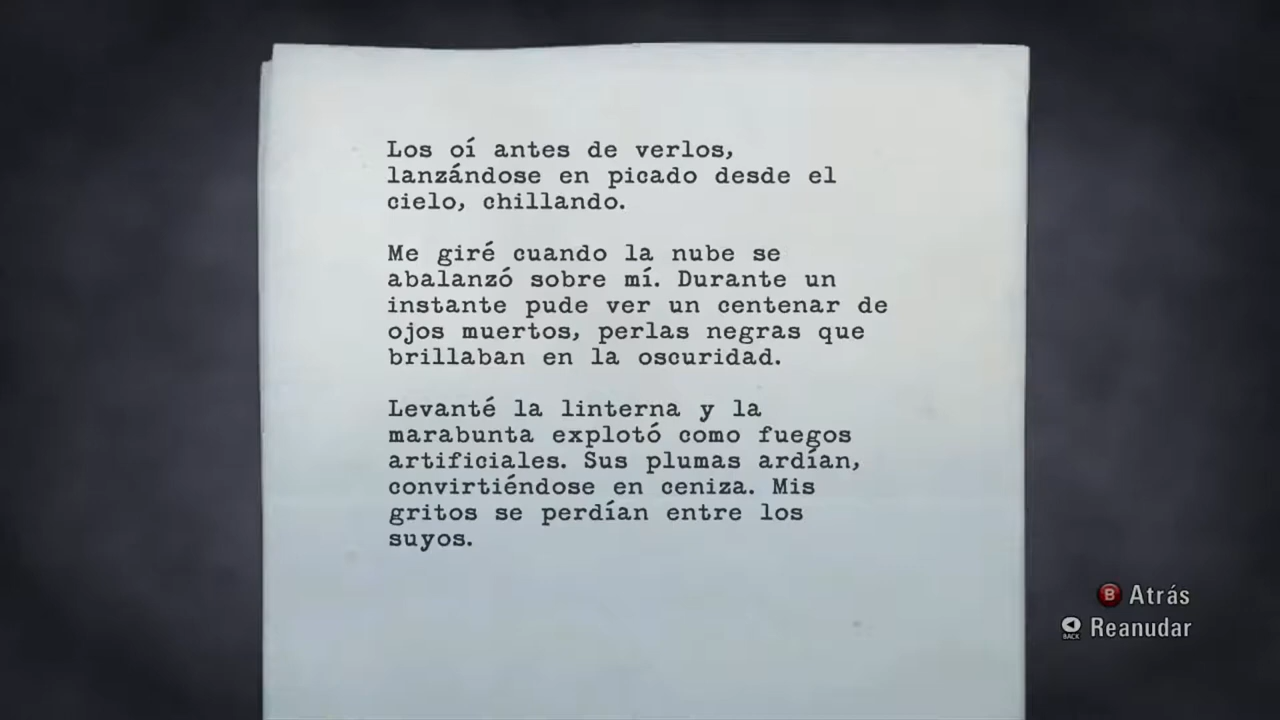 Los oí antes de verlos,
lanzándose en picado desde el
cielo, chillando.
Me giré cuando la nube se
abalanzó sobre mí. Durante un
instante pude ver un centenar de
ojos muertos, perlas negras que
brillaban en la oscuridad.
Levanté la linterna y la
marabunta explotó como fuegos
artificiales. Sus plumas ardían,
convirtiéndose en ceniza. Mis
gritos se perdían entre los
suyos.
B Atrás
BACK Reanudar